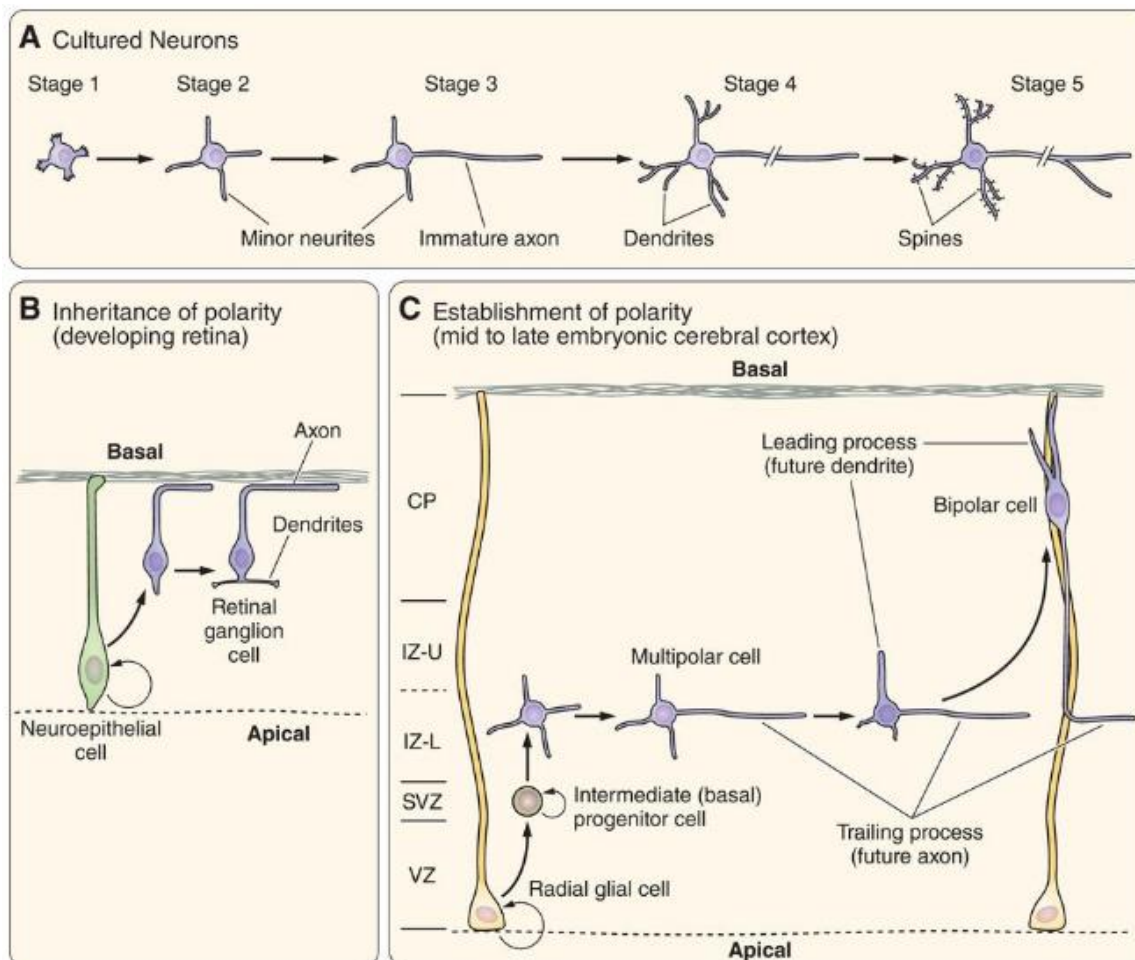 A Cultured Neurons
Stage 1
Stage 2
Stage 3
Stage 4
Stage 5
Minor neurites
Immature axon
Dendrites
Spines
B Inheritance of polarity
(developing retina)
Basal
Axon
Dendrites
Retinal
ganglion
cell
Neuroepithelial
cell
Apical
C Establishment of polarity
(mid to late embryonic cerebral cortex)
Basal
Leading process
(future dendrite)
CP
Bipolar cell
IZ-U
Multipolar cell
IZ-L
SVZ
Intermediate (basal)
progenitor cell
Trailing process
(future axon)
VZ
Radial glial cell
Apical